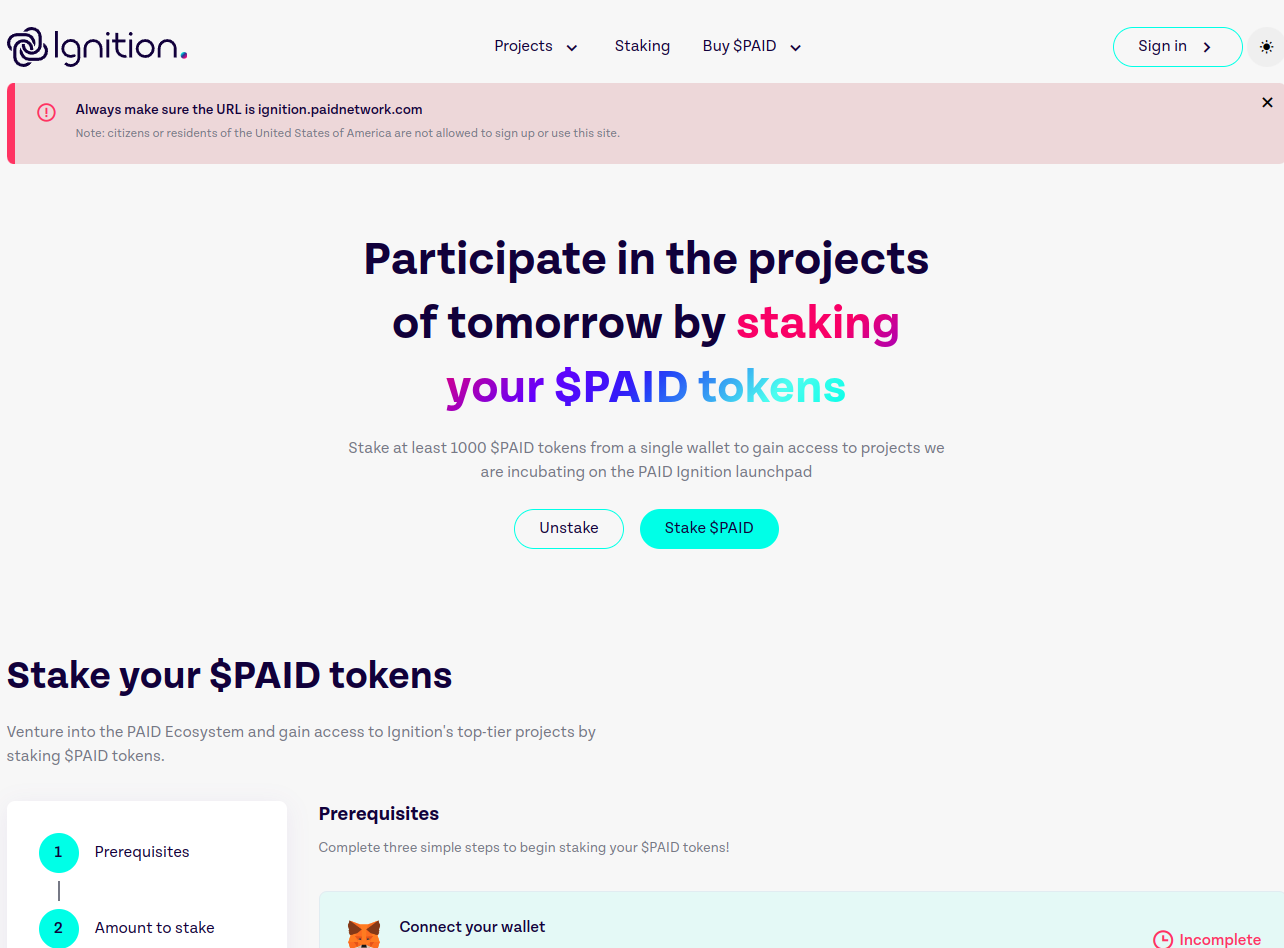 Ignition.
Projects
Staking
Buy $PAID
Sign in
Always make sure the URL is ignition.paidnetwork.com
Note: citizens or residents of the United States of America are not allowed to sign up or use this site.
Participate in the projects
of tomorrow by staking
your $PAID tokens
Stake at least 1000 $PAID tokens from a single wallet to gain access to projects we
are incubating on the PAID Ignition launchpad
Unstake
Stake $PAID
Stake your $PAID tokens
Venture into the PAID Ecosystem and gain access to Ignition's top-tier projects by
staking $PAID tokens.
1 Prerequisites
2 Amount to stake
Prerequisites
Complete three simple steps to begin staking your $PAID tokens!
Connect your wallet
Incomplete